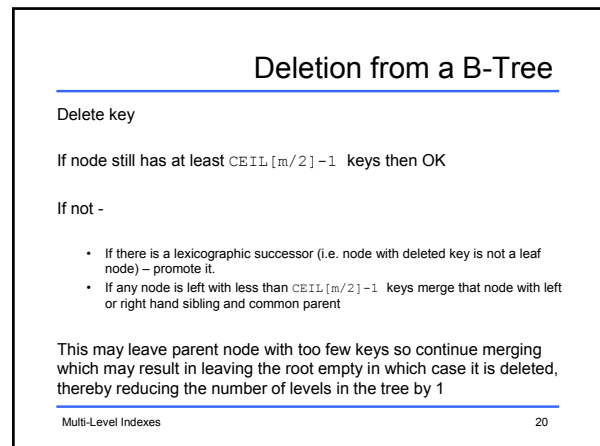 Deletion from a B-Tree
Delete key
If node still has at least CEIL[m/2]-1 keys then OK
If not -
• If there is a lexicographic successor (i.e. node with deleted key is not a leaf
node) – promote it.
• If any node is left with less than CEIL[m/2]-1 keys merge that node with left
or right hand sibling and common parent
This may leave parent node with too few keys so continue merging
which may result in leaving the root empty in which case it is deleted,
thereby reducing the number of levels in the tree by 1
Multi-Level Indexes 20